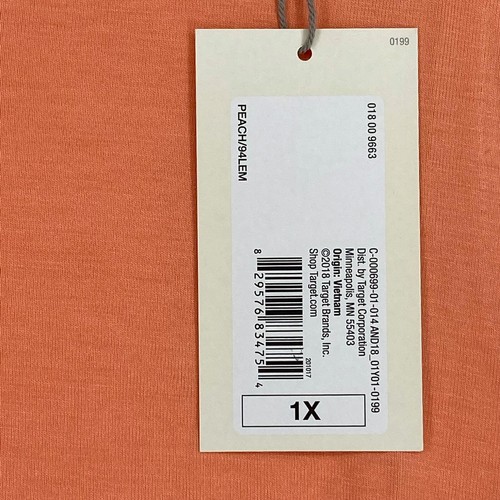 0199
018 00 9663
PEACH/94LEM
C-000699-01-014 AND18_01Y01-0199
Dist. by Target Corporation
Minneapolis, MN 55403
Origin: Vietnam
©2018 Target Brands, Inc.
Shop Target.com
201017
8 29576 83475 4
1X